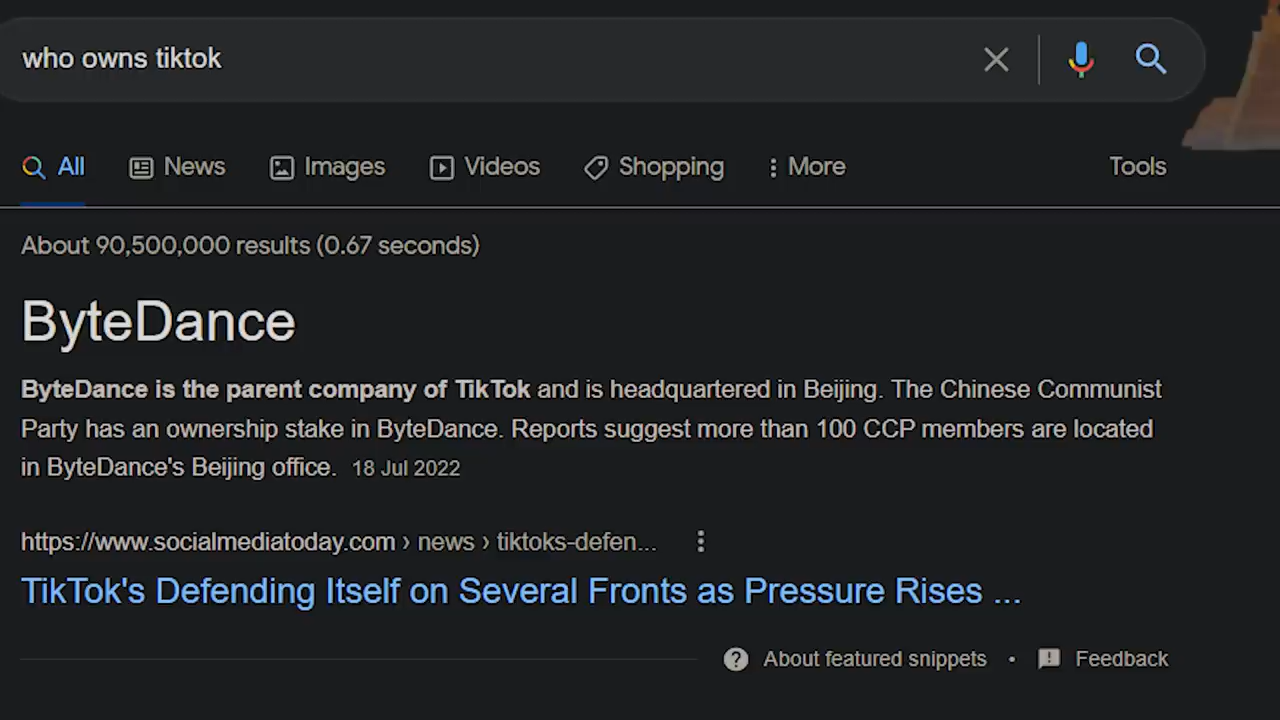 who owns tiktok
All News Images Videos Shopping More Tools
About 90,500,000 results (0.67 seconds)
ByteDance
ByteDance is the parent company of TikTok and is headquartered in Beijing. The Chinese Communist
Party has an ownership stake in ByteDance. Reports suggest more than 100 CCP members are located
in ByteDance's Beijing office. 18 Jul 2022
https://www.socialmediatoday.com › news › tiktoks-defen...
TikTok's Defending Itself on Several Fronts as Pressure Rises ...
About featured snippets • Feedback